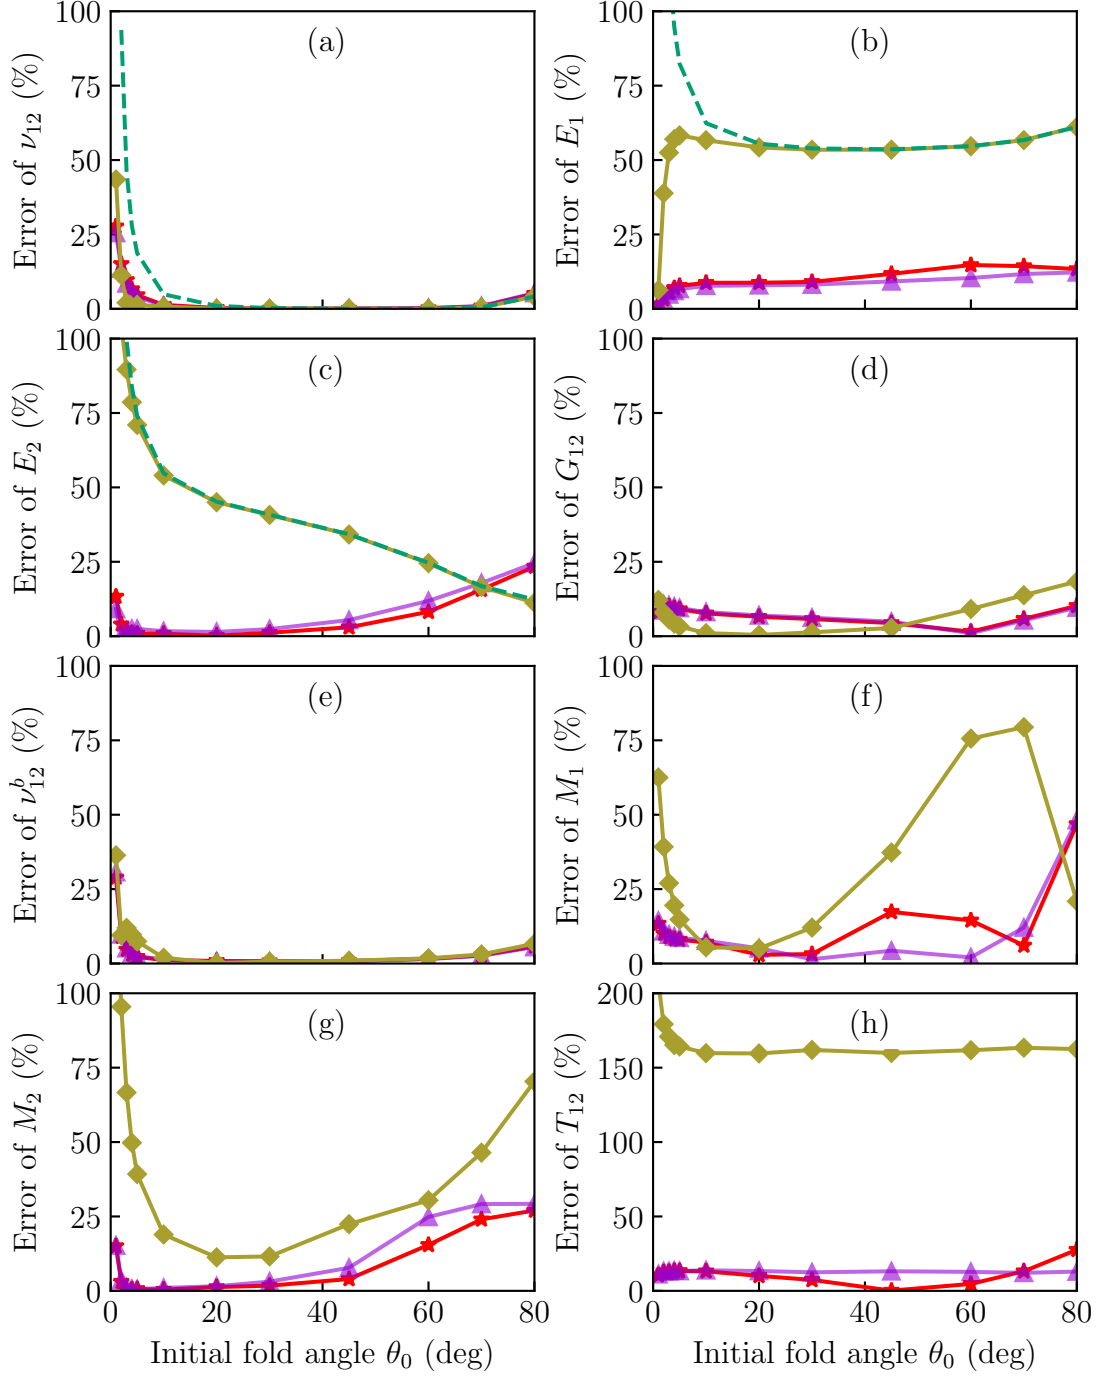 100
75
50
25
0
Error of ν₁₂ (%)
(a)
100
75
50
25
0
Error of E₁ (%)
(b)
100
75
50
25
0
Error of E₂ (%)
(c)
100
75
50
25
0
Error of G₁₂ (%)
(d)
100
75
50
25
0
Error of ν₁₂ᵇ (%)
(e)
100
75
50
25
0
Error of M₁ (%)
(f)
100
75
50
25
0
Error of M₂ (%)
(g)
0 20 40 60 80
Initial fold angle θ₀ (deg)
200
150
100
50
0
Error of T₁₂ (%)
(h)
0 20 40 60 80
Initial fold angle θ₀ (deg)